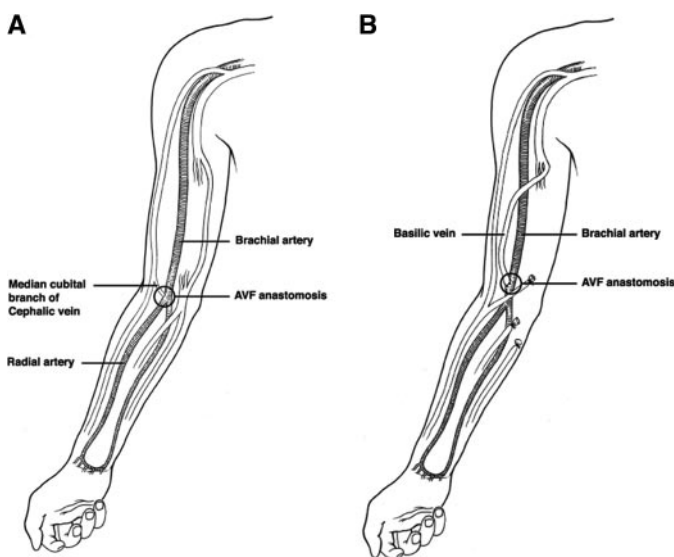 A
Brachial artery
Median cubital
branch of
Cephalic vein
AVF anastomosis
Radial artery
B
Basilic vein
Brachial artery
AVF anastomosis